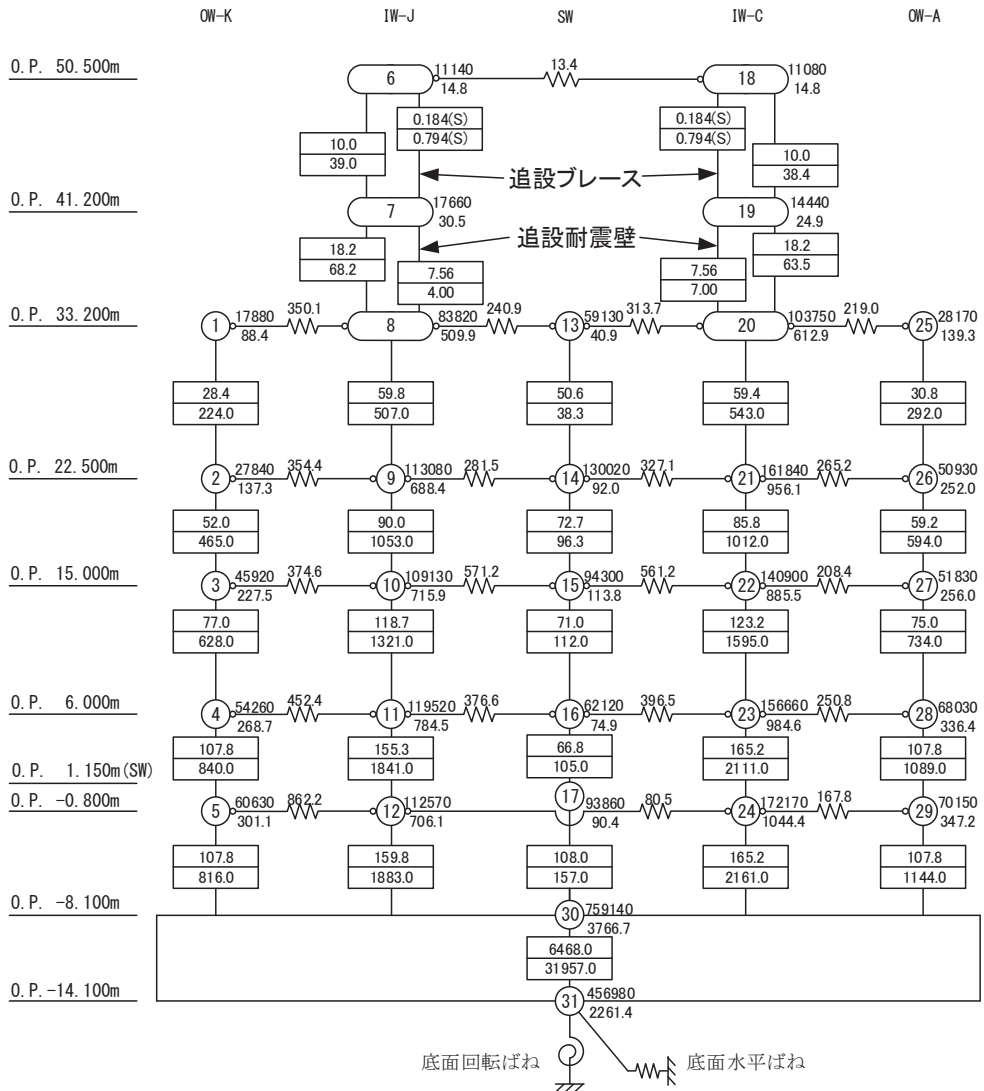 OW-K IW-J SW IW-C OW-A
O.P. 50.500m 6 11140 13.4 18 11080
14.8 14.8
0.184(S) 0.184(S)
0.794(S) 0.794(S)
10.0 10.0
39.0 38.4
追設ブレース
O.P. 41.200m 7 17660 19 14440
30.5 24.9
追設耐震壁
18.2 18.2
68.2 63.5
7.56 7.56
4.00 7.00
O.P. 33.200m 1 17880 350.1 8 83820 240.9 13 59130 313.7 20 103750 219.0 25 28170
88.4 509.9 40.9 612.9 139.3
28.4 59.8 50.6 59.4 30.8
224.0 507.0 38.3 543.0 292.0
O.P. 22.500m 2 27840 354.4 9 113080 281.5 14 130020 327.1 21 161840 265.2 26 50930
137.3 688.4 92.0 956.1 252.0
52.0 90.0 72.7 85.8 59.2
465.0 1053.0 96.3 1012.0 594.0
O.P. 15.000m 3 45920 374.6 10 109130 571.2 15 94300 561.2 22 140900 208.4 27 51830
227.5 715.9 113.8 885.5 256.0
77.0 118.7 71.0 123.2 75.0
628.0 1321.0 112.0 1595.0 734.0
O.P. 6.000m 4 54260 452.4 11 119520 376.6 16 62120 396.5 23 156660 250.8 28 68030
268.7 784.5 74.9 984.6 336.4
107.8 155.3 66.8 165.2 107.8
840.0 1841.0 105.0 2111.0 1089.0
O.P. 1.150m(SW)
O.P. -0.800m 5 60630 862.2 12 112570 17 93860 80.5 24 172170 167.8 29 70150
301.1 706.1 90.4 1044.4 347.2
107.8 159.8 108.0 165.2 107.8
816.0 1883.0 157.0 2161.0 1144.0
O.P. -8.100m 30 759140
3766.7
6468.0
31957.0
O.P.-14.100m 31 456980
2261.4
底面回転ばね 底面水平ばね